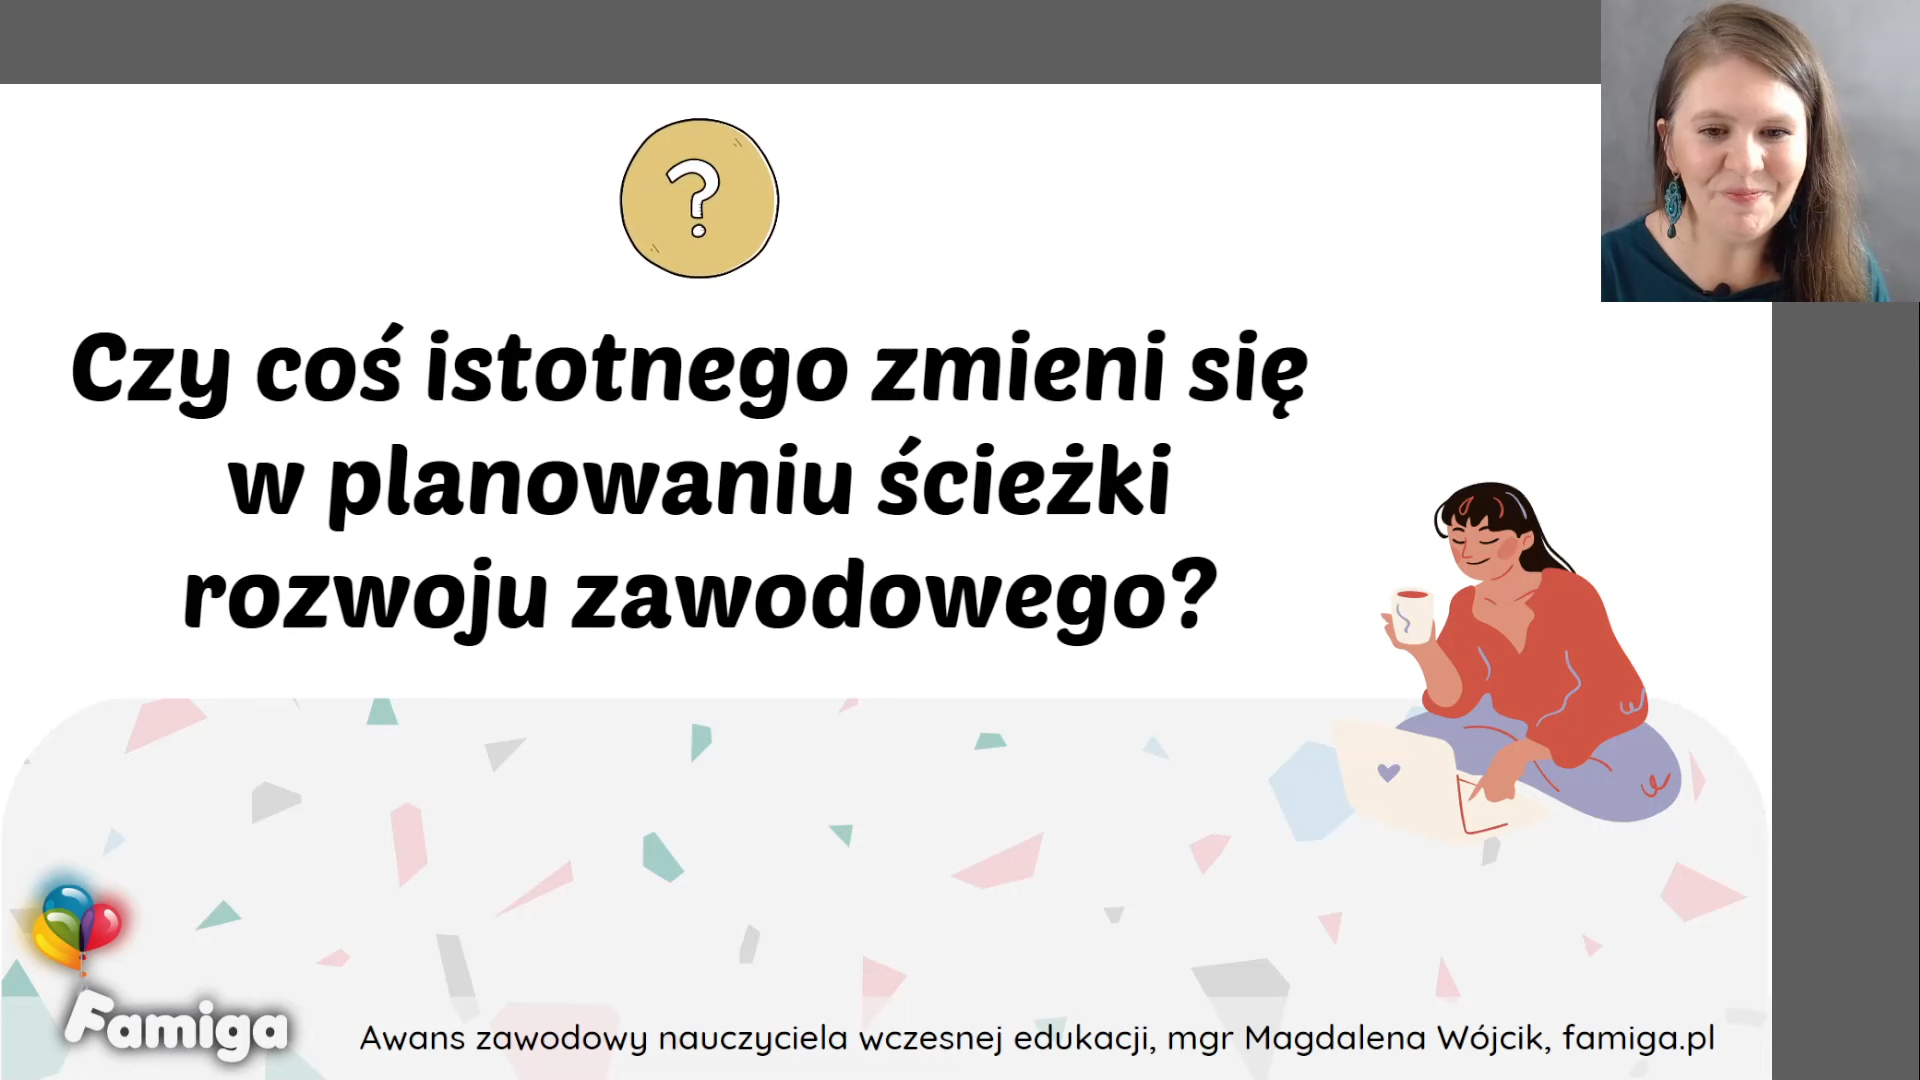 ?
Czy coś istotnego zmieni się
w planowaniu ścieżki
rozwoju zawodowego?
Famiga
Awans zawodowy nauczyciela wczesnej edukacji, mgr Magdalena Wójcik, famiga.pl